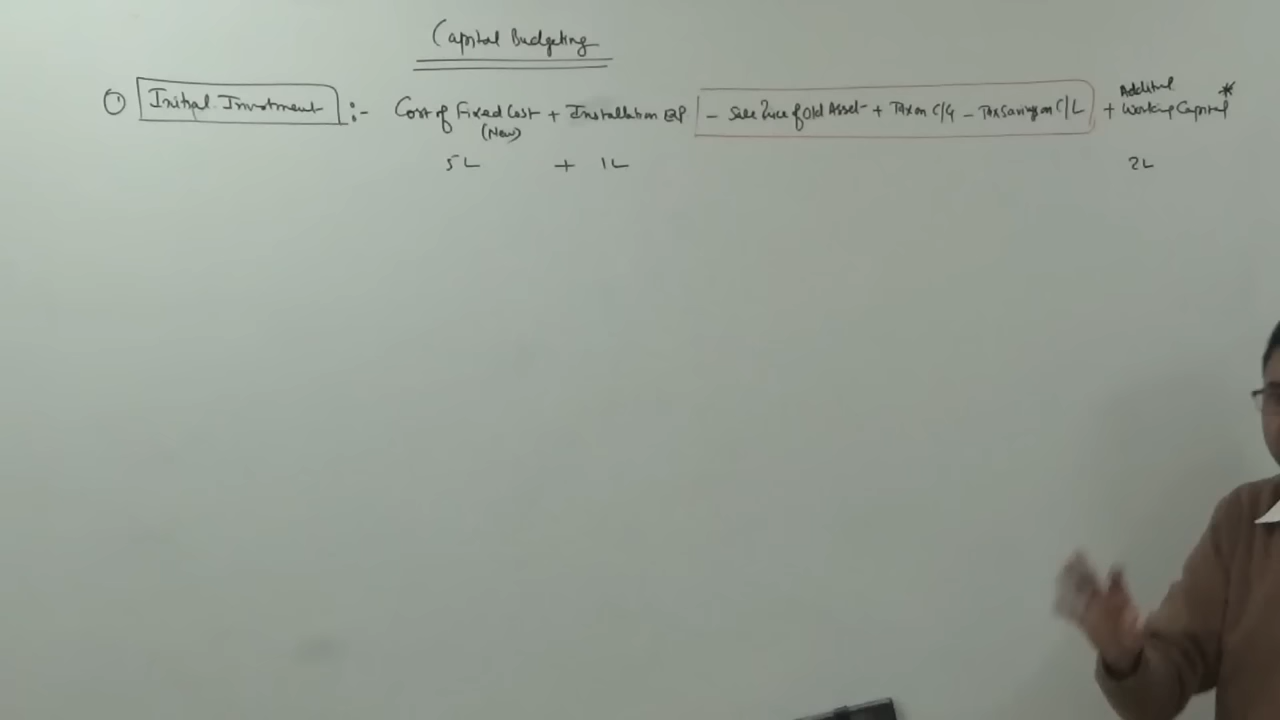 Capital Budgeting
① Initial Investment :- Cost of Fixed Cost + Installation Exp - Sale Price of Old Asset + Tax on C/G - Tax Saving on C/L + Additional Working Capital *
(New)
5L + 1L 2L